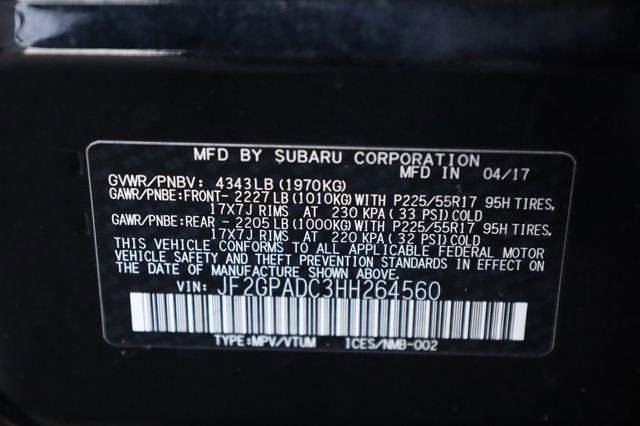 MFD BY SUBARU CORPORATION
MFD IN 04/17
GVWR/PNBV: 4343LB(1970KG)
GAWR/PNBE:FRONT-2227LB(1010KG)WITH P225/55R17 95H TIRES,
17X7J RIMS AT 230 KPA(33 PSI)COLD
GAWR/PNBE:REAR -2205LB(1000KG)WITH P225/55R17 95H TIRES,
17X7J RIMS AT 220 KPA(32 PSI)COLD
THIS VEHICLE CONFORMS TO ALL APPLICABLE FEDERAL MOTOR
VEHICLE SAFETY AND THEFT PREVENTION STANDARDS IN EFFECT
ON THE DATE OF MANUFACTURE SHOWN ABOVE.
VIN: JF2GPADC3HH264560
TYPE:MPV/VTUM ICES/NMB-002